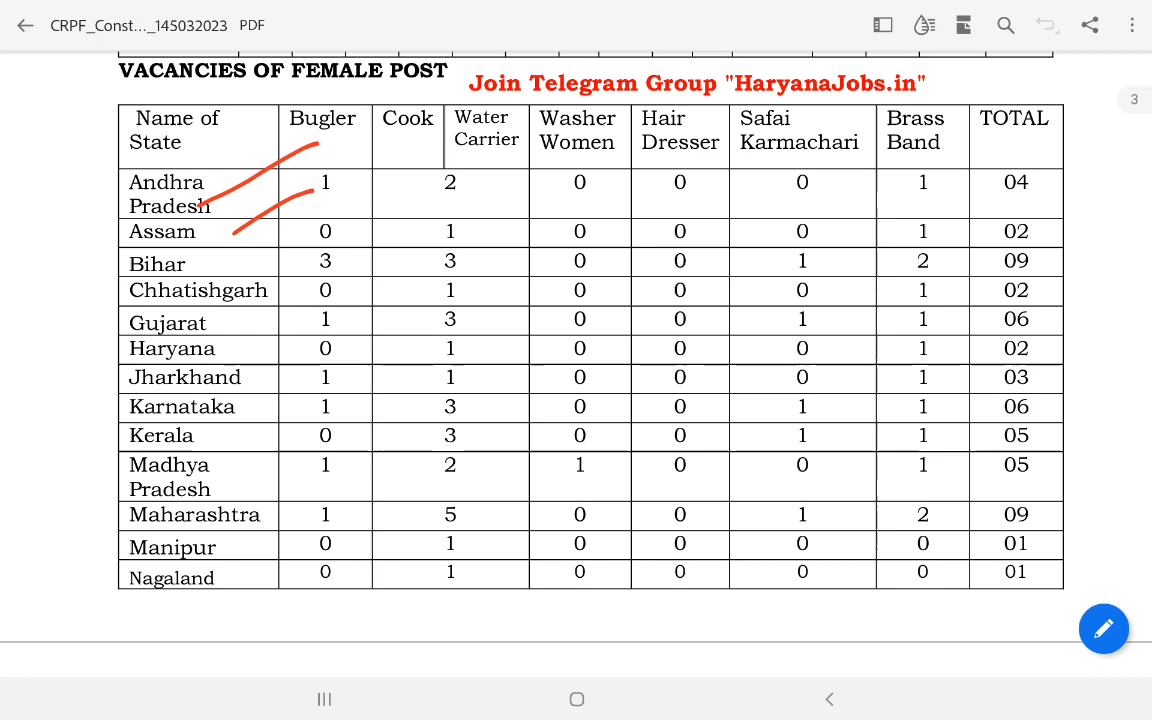 CRPF_Const..._145032023 PDF
VACANCIES OF FEMALE POST
Join Telegram Group "HaryanaJobs.in"
3
Name of State Bugler Cook Water Carrier Washer Women Hair Dresser Safai Karmachari Brass Band TOTAL
Andhra Pradesh 1 2 0 0 0 1 04
Assam 0 1 0 0 0 1 02
Bihar 3 3 0 0 1 2 09
Chhatishgarh 0 1 0 0 0 1 02
Gujarat 1 3 0 0 1 1 06
Haryana 0 1 0 0 0 1 02
Jharkhand 1 1 0 0 0 1 03
Karnataka 1 3 0 0 1 1 06
Kerala 0 3 0 0 1 1 05
Madhya Pradesh 1 2 1 0 0 1 05
Maharashtra 1 5 0 0 1 2 09
Manipur 0 1 0 0 0 0 01
Nagaland 0 1 0 0 0 0 01